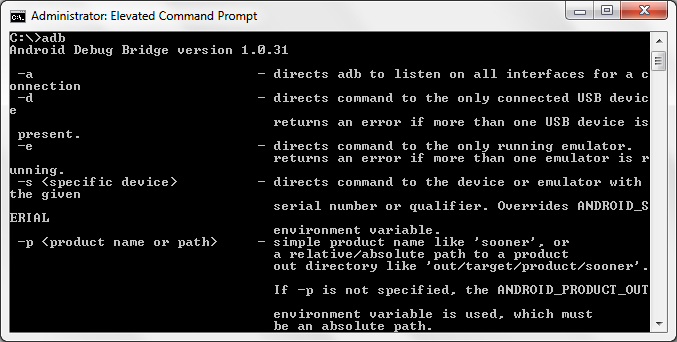 Administrator: Elevated Command Prompt
C:\>adb
Android Debug Bridge version 1.0.31
-a - directs adb to listen on all interfaces for a c
onnection
-d - directs command to the only connected USB devic
e
returns an error if more than one USB device is
present.
-e - directs command to the only running emulator.
returns an error if more than one emulator is r
unning.
-s <specific device> - directs command to the device or emulator with
the given
serial number or qualifier. Overrides ANDROID_S
ERIAL
environment variable.
-p <product name or path> - simple product name like 'sooner', or
a relative/absolute path to a product
out directory like 'out/target/product/sooner'.
If -p is not specified, the ANDROID_PRODUCT_OUT
environment variable is used, which must
be an absolute path.